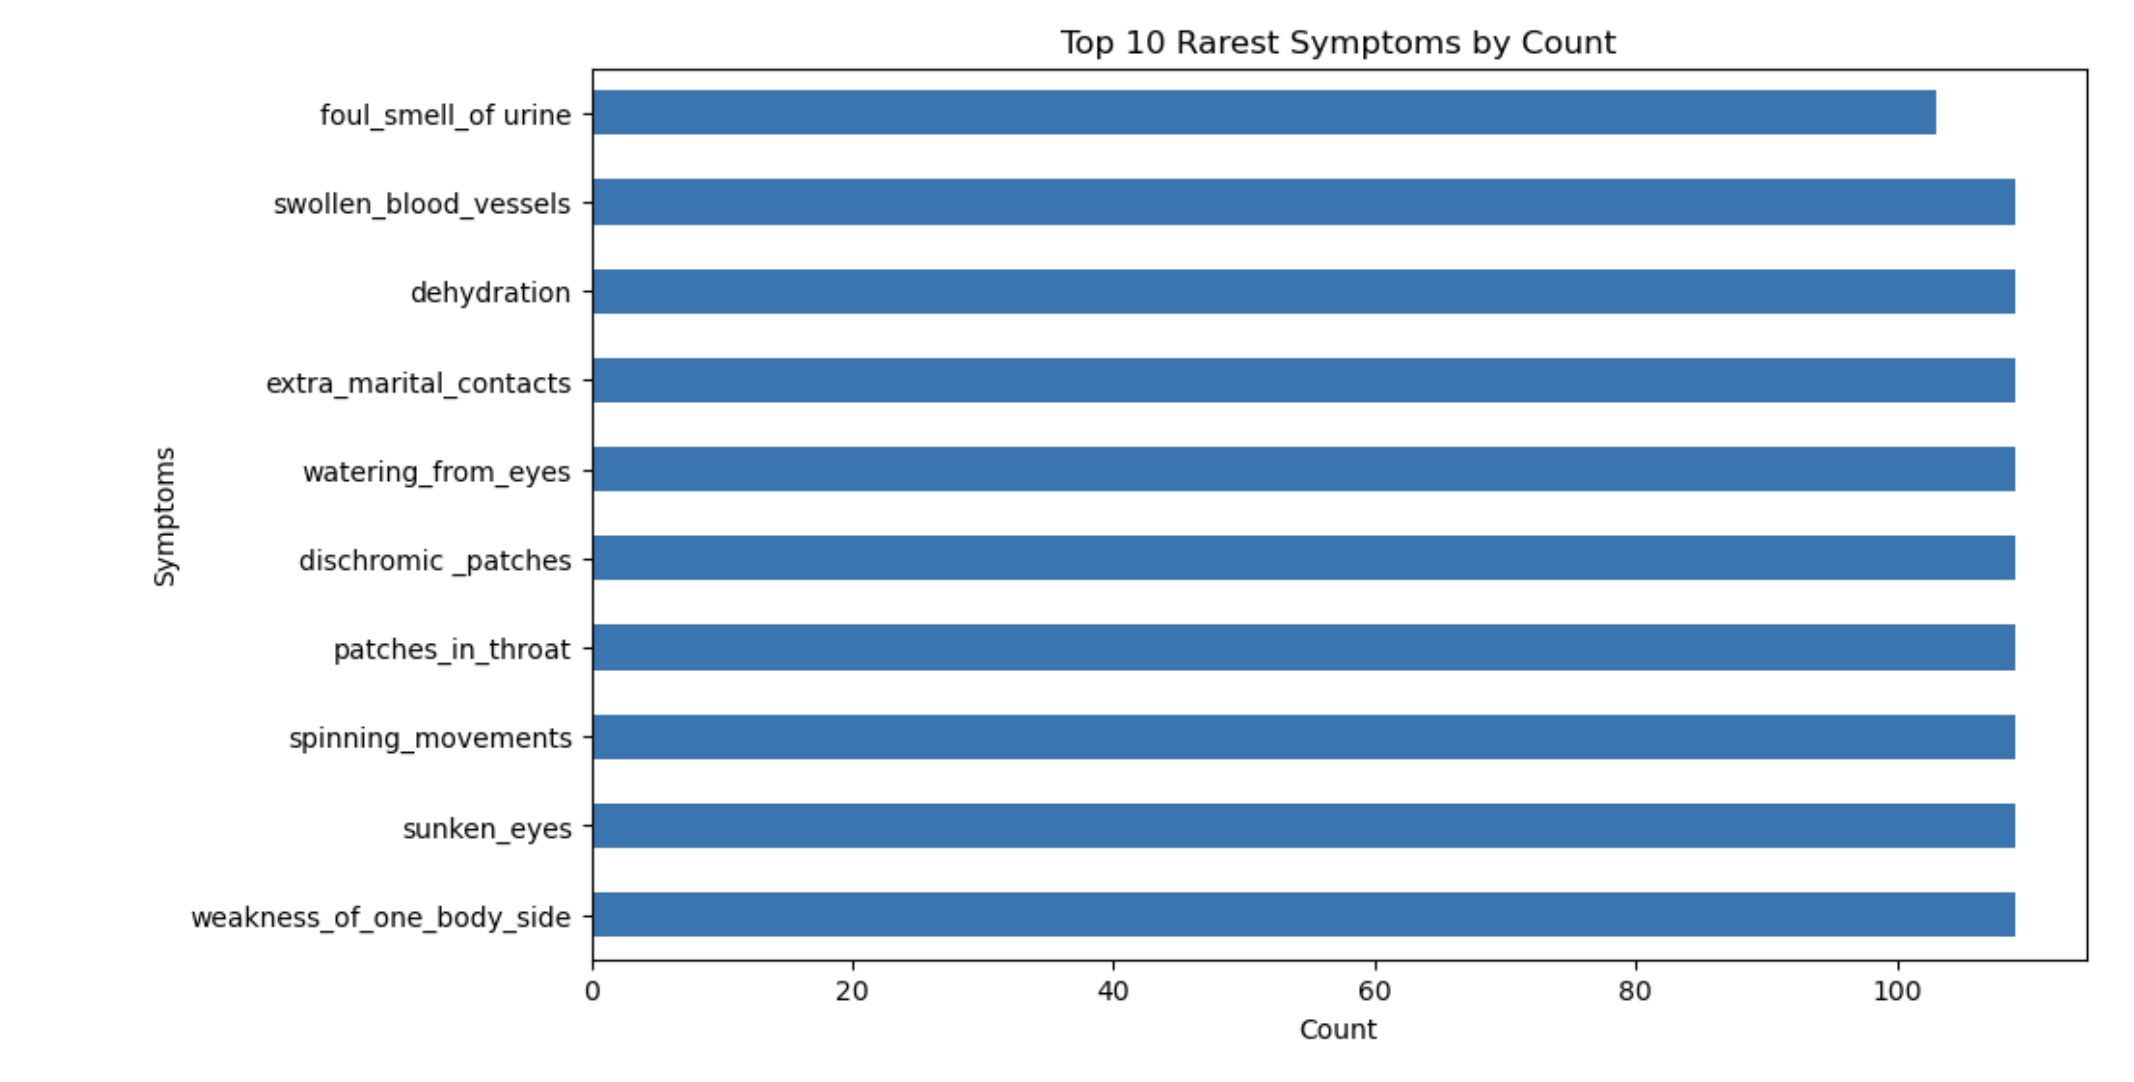 Top 10 Rarest Symptoms by Count
foul_smell_of urine
swollen_blood_vessels
dehydration
extra_marital_contacts
watering_from_eyes
dischromic _patches
patches_in_throat
spinning_movements
sunken_eyes
weakness_of_one_body_side
Symptoms
0 20 40 60 80 100
Count